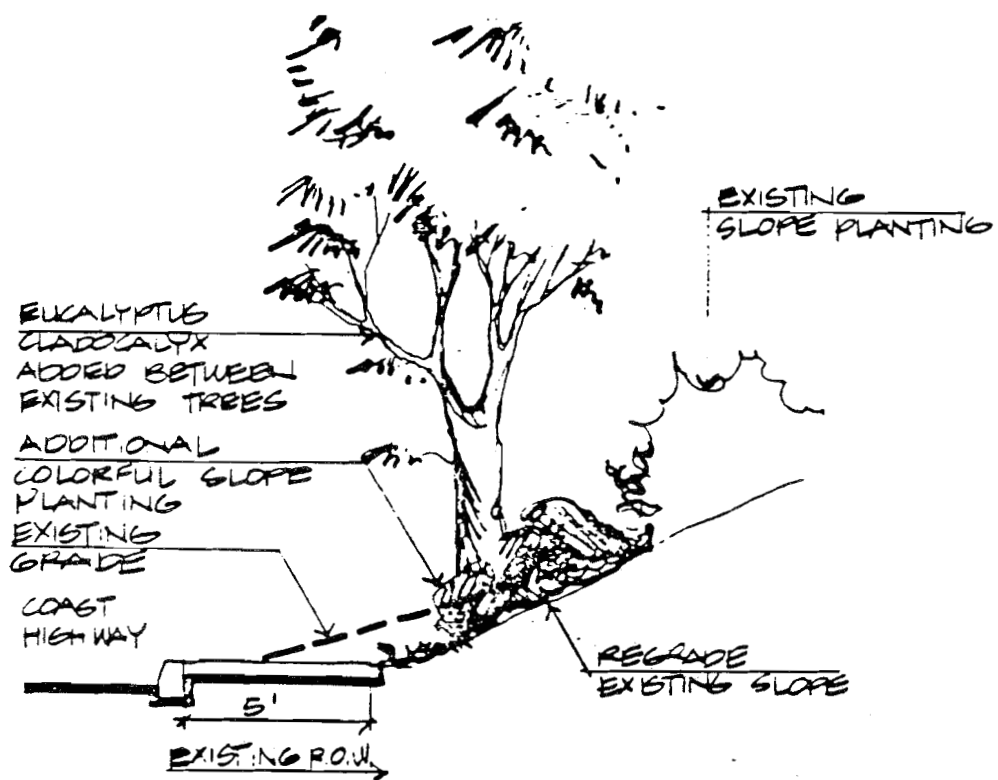 EXISTING
SLOPE PLANTING
EUCALYPTUS
CLADOCALYX
ADDED BETWEEN
EXISTING TREES
ADDITIONAL
COLORFUL SLOPE
PLANTING
EXISTING
GRADE
COAST
HIGHWAY
REGRADE
EXISTING SLOPE
5'
EXISTING R.O.W.